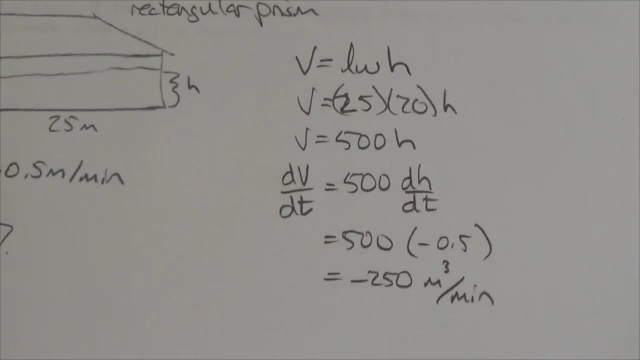 rectangular prism
h
25m
-0.5m/min
?
V=lwh
V=(25)(20)h
V=500h
dV/dt=500 dh/dt
=500(-0.5)
=-250 m³/min